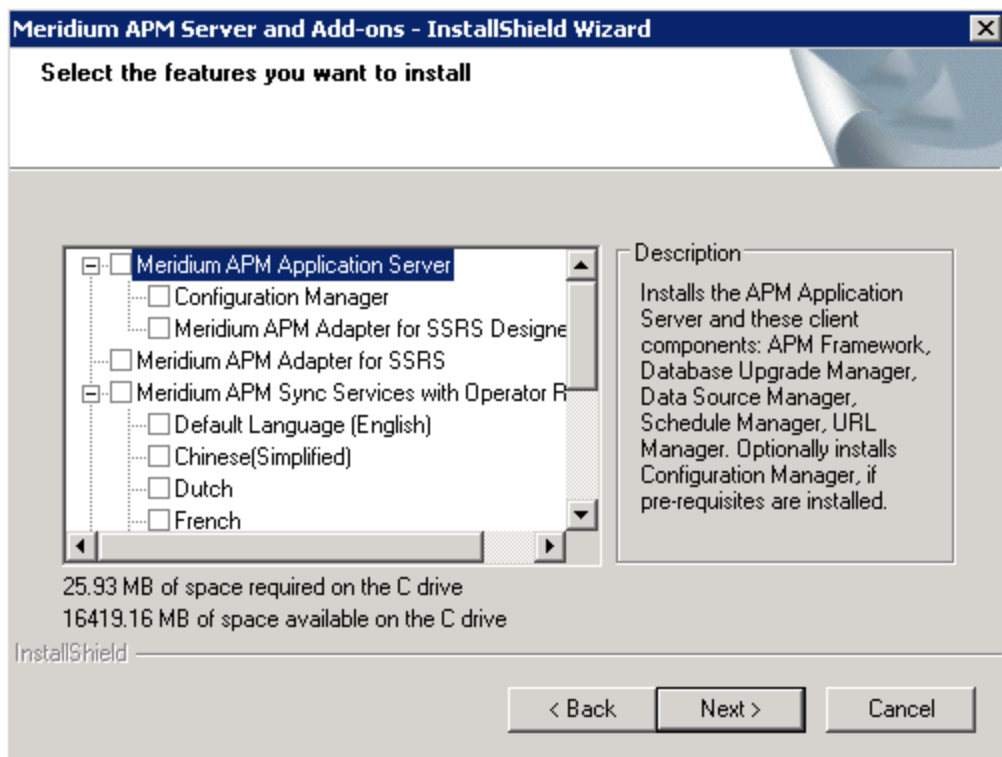 Meridium APM Server and Add-ons - InstallShield Wizard
Select the features you want to install
Meridium APM Application Server
Configuration Manager
Meridium APM Adapter for SSRS Designe
Meridium APM Adapter for SSRS
Meridium APM Sync Services with Operator R
Default Language (English)
Chinese(Simplified)
Dutch
French
Description
Installs the APM Application
Server and these client
components: APM Framework,
Database Upgrade Manager,
Data Source Manager,
Schedule Manager, URL
Manager. Optionally installs
Configuration Manager, if
pre-requisites are installed.
25.93 MB of space required on the C drive
16419.16 MB of space available on the C drive
InstallShield
< Back
Next >
Cancel